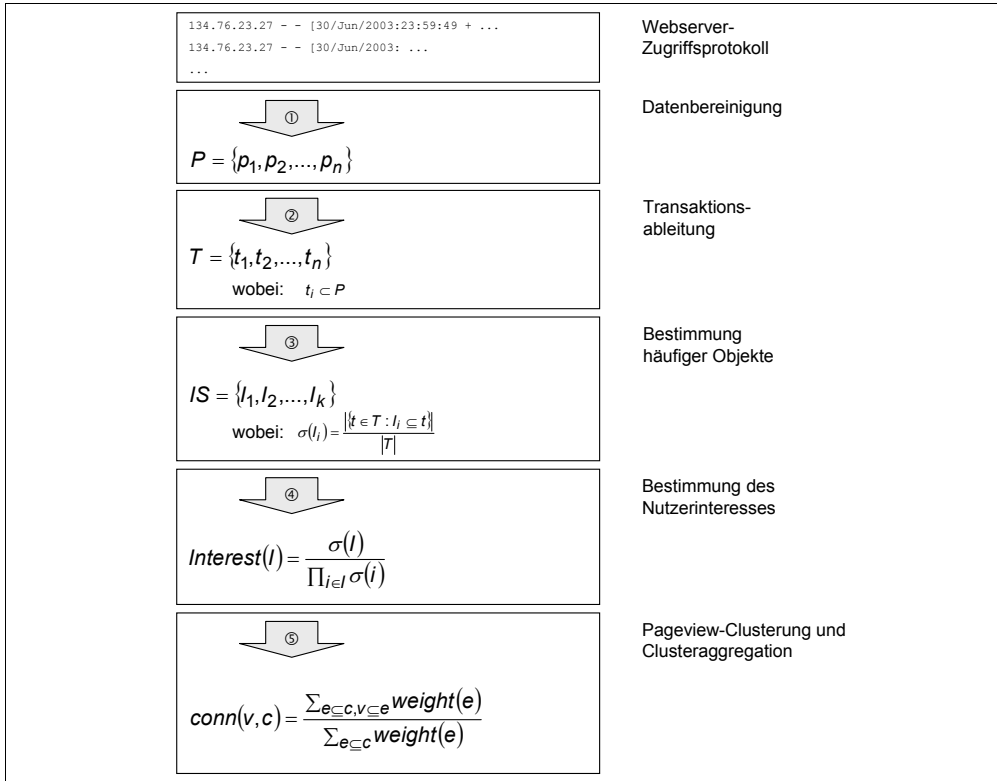 134.76.23.27 - - [30/Jun/2003:23:59:49 + ...
134.76.23.27 - - [30/Jun/2003: ...
...
Webserver-
Zugriffsprotokoll
①
P = {p₁,p₂,...,pₙ}
Datenbereinigung
②
T = {t₁,t₂,...,tₙ}
wobei: tᵢ ⊂ P
Transaktions-
ableitung
③
IS = {I₁,I₂,...,Iₖ}
wobei: σ(Iᵢ) = |{t ∈ T : Iᵢ ⊆ t}| / |T|
Bestimmung
häufiger Objekte
④
Interest(I) = σ(I) / ∏i∈I σ(i)
Bestimmung des
Nutzerinteresses
⑤
conn(v,c) = ∑e⊆c,v⊆e weight(e) / ∑e⊆c weight(e)
Pageview-Clusterung und
Clusteraggregation